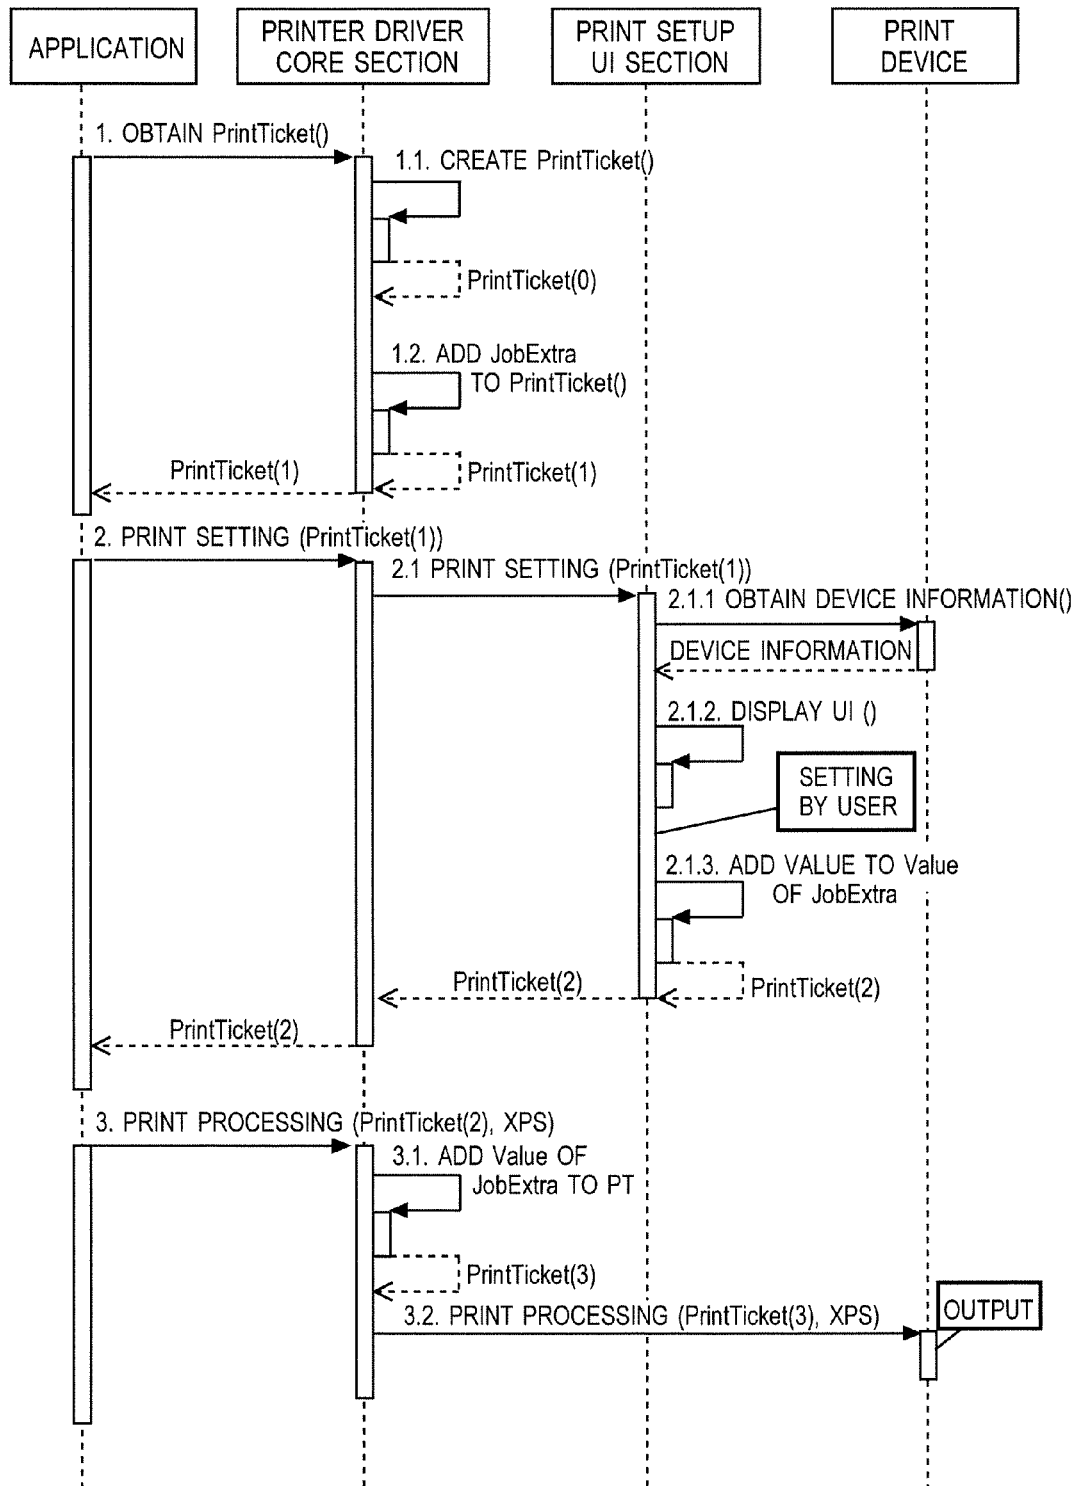 APPLICATION
PRINTER DRIVER
CORE SECTION
PRINT SETUP
UI SECTION
PRINT
DEVICE
1. OBTAIN PrintTicket()
1.1. CREATE PrintTicket()
PrintTicket(0)
1.2. ADD JobExtra
TO PrintTicket()
PrintTicket(1)
PrintTicket(1)
2. PRINT SETTING (PrintTicket(1))
2.1 PRINT SETTING (PrintTicket(1))
2.1.1 OBTAIN DEVICE INFORMATION()
DEVICE INFORMATION
2.1.2. DISPLAY UI ()
SETTING
BY USER
2.1.3. ADD VALUE TO Value
OF JobExtra
PrintTicket(2)
PrintTicket(2)
PrintTicket(2)
3. PRINT PROCESSING (PrintTicket(2), XPS)
3.1. ADD Value OF
JobExtra TO PT
PrintTicket(3)
3.2. PRINT PROCESSING (PrintTicket(3), XPS)
OUTPUT